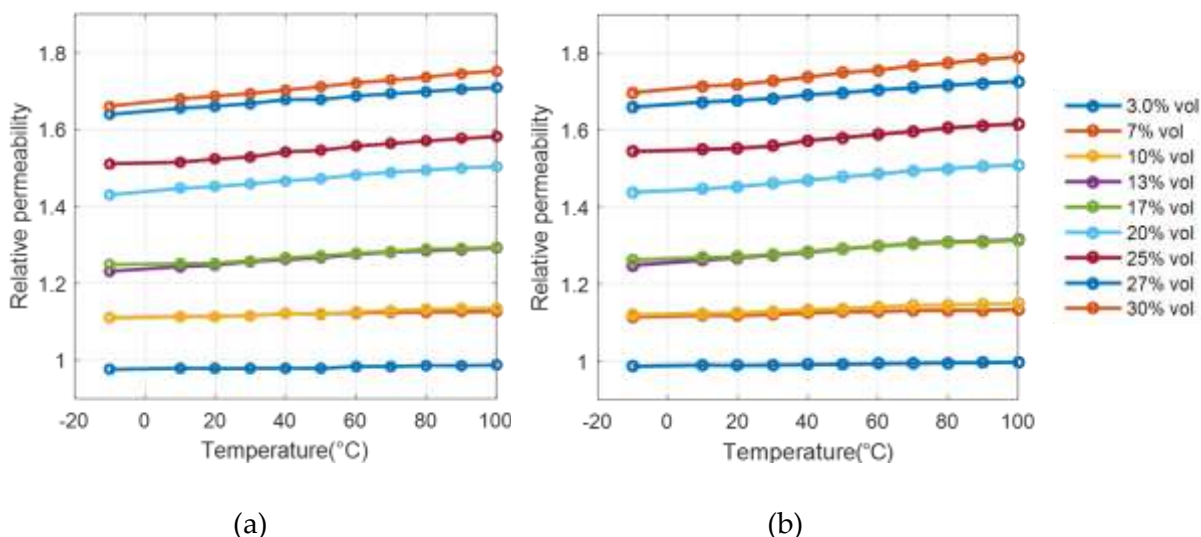 Relative permeability
1.8
1.6
1.4
1.2
1
-20
0
20
40
60
80
100
Temperature(°C)
(a)
Relative permeability
1.8
1.6
1.4
1.2
1
-20
0
20
40
60
80
100
Temperature(°C)
(b)
3.0% vol
7% vol
10% vol
13% vol
17% vol
20% vol
25% vol
27% vol
30% vol